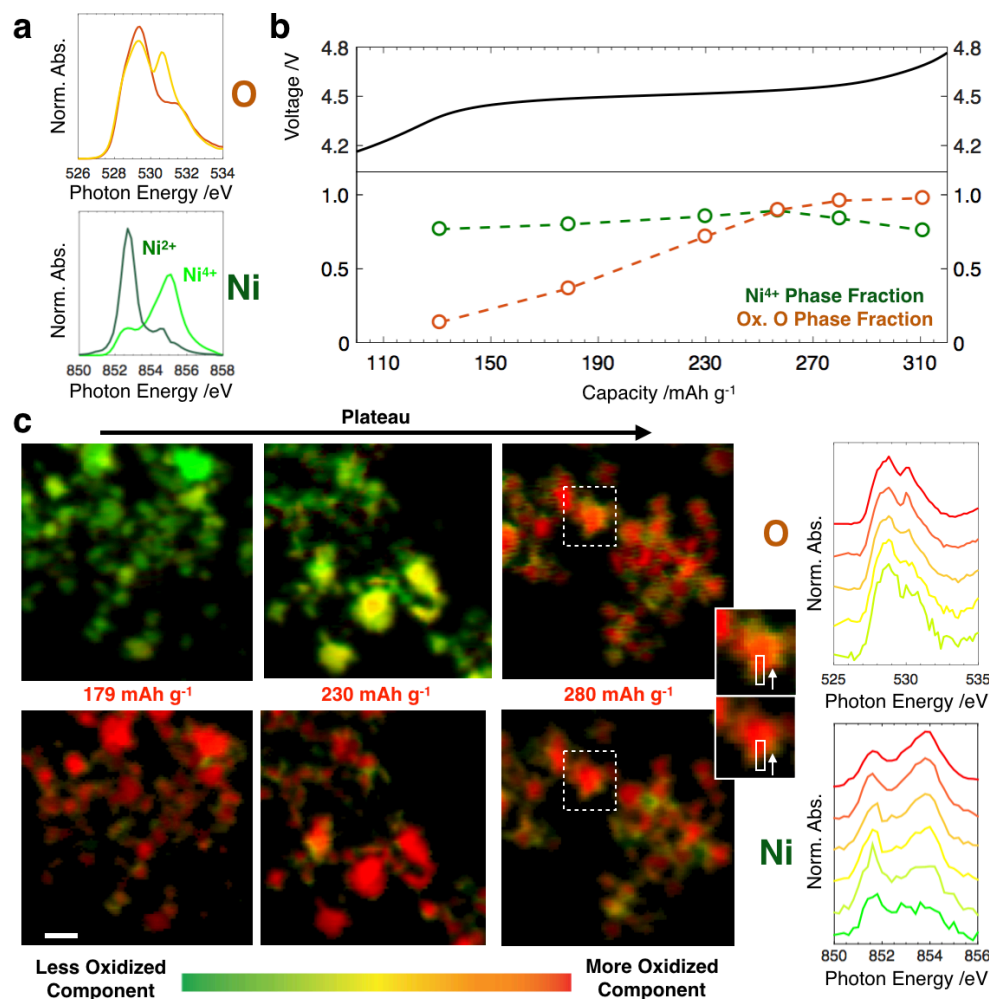 a
Norm. Abs.
O
526 528 530 532 534
Photon Energy /eV
Norm. Abs.
Ni²⁺
Ni⁴⁺
Ni
850 852 854 856 858
Photon Energy /eV
b
Voltage /V
4.8
4.5
4.2
4.8
4.5
4.2
1.0
0.5
0
1.0
0.5
0
Ni⁴⁺ Phase Fraction
Ox. O Phase Fraction
110 150 190 230 270 310
Capacity /mAh g⁻¹
c
Plateau
179 mAh g⁻¹
230 mAh g⁻¹
280 mAh g⁻¹
O
Norm. Abs.
525 530 535
Photon Energy /eV
Ni
Norm. Abs.
850 852 854 856
Photon Energy /eV
Less Oxidized
Component
More Oxidized
Component